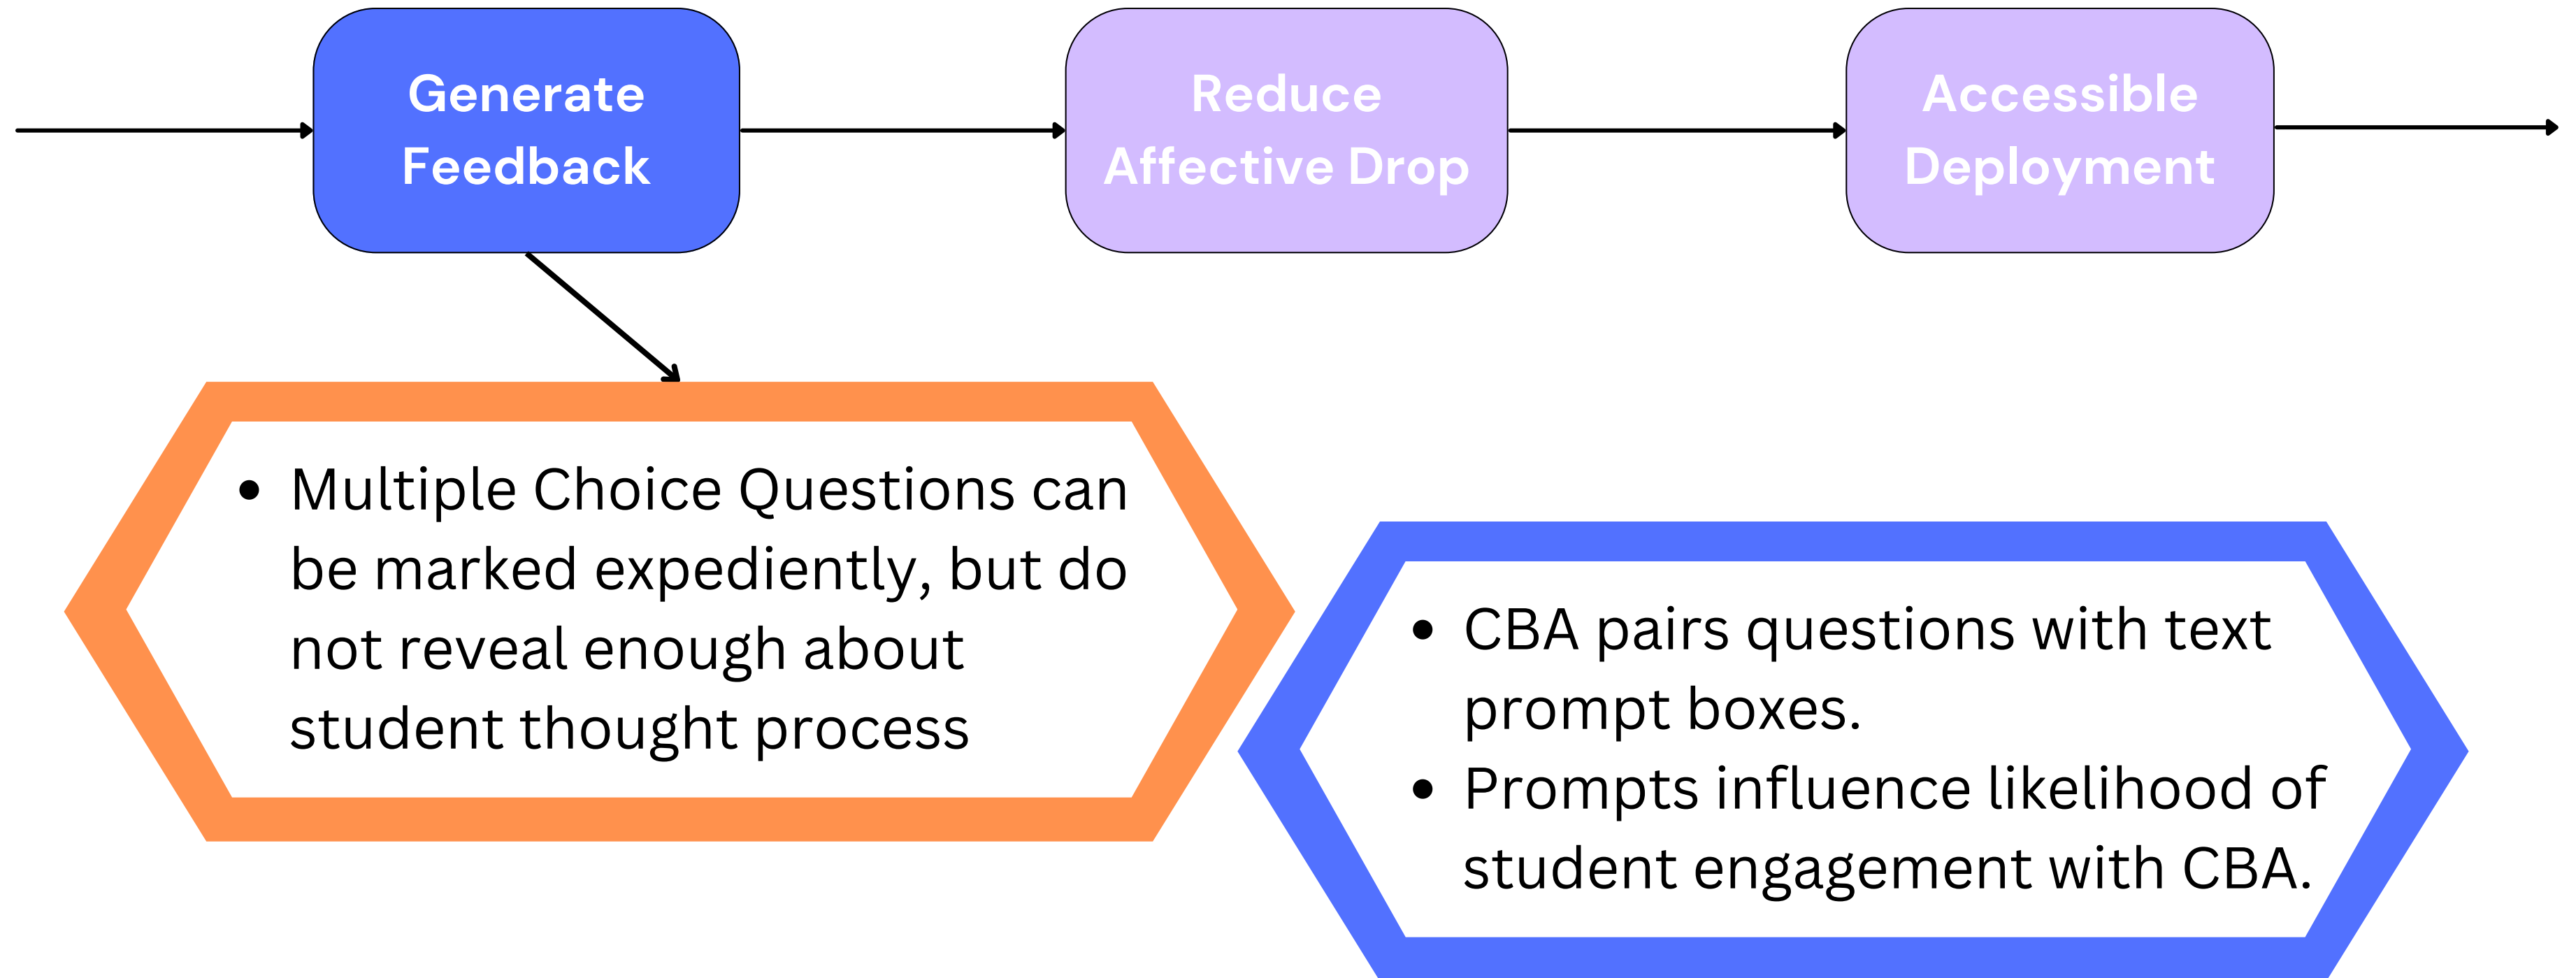 Generate
Feedback
Reduce
Affective Drop
Accessible
Deployment
• Multiple Choice Questions can
be marked expediently, but do
not reveal enough about
student thought process
• CBA pairs questions with text
prompt boxes.
• Prompts influence likelihood of
student engagement with CBA.